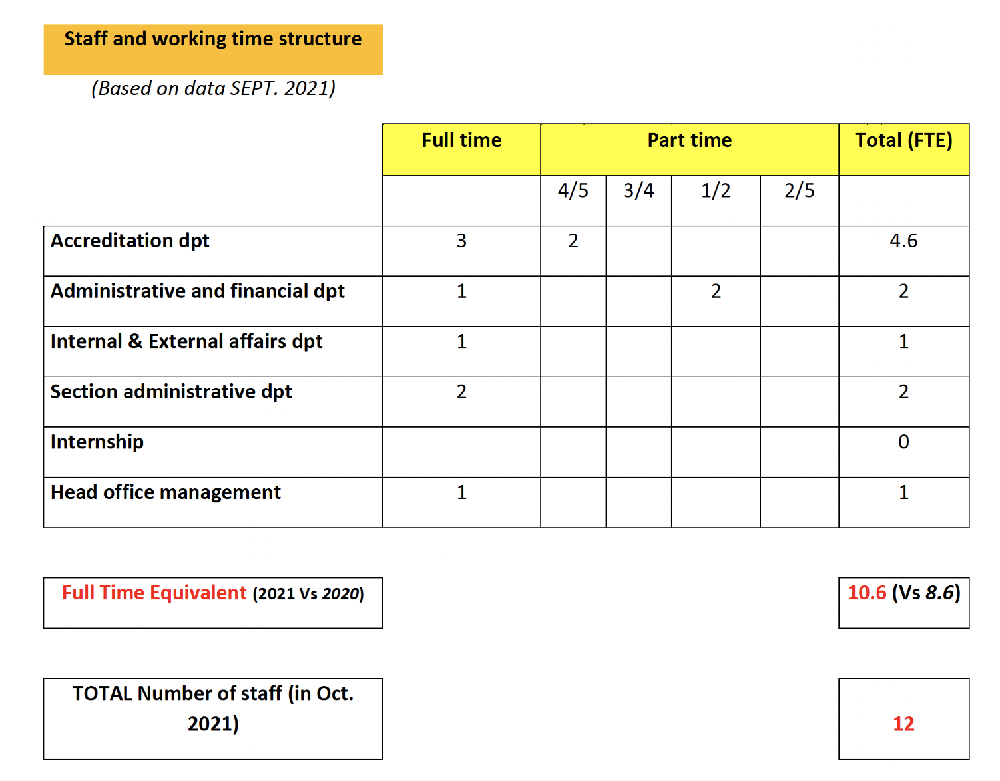 Staff and working time structure
(Based on data SEPT. 2021)
Full time Part time Total (FTE)
4/5 3/4 1/2 2/5
Accreditation dpt 3 2 4.6
Administrative and financial dpt 1 2 2
Internal & External affairs dpt 1 1
Section administrative dpt 2 2
Internship 0
Head office management 1 1
Full Time Equivalent (2021 Vs 2020) 10.6 (Vs 8.6)
TOTAL Number of staff (in Oct.
2021) 12